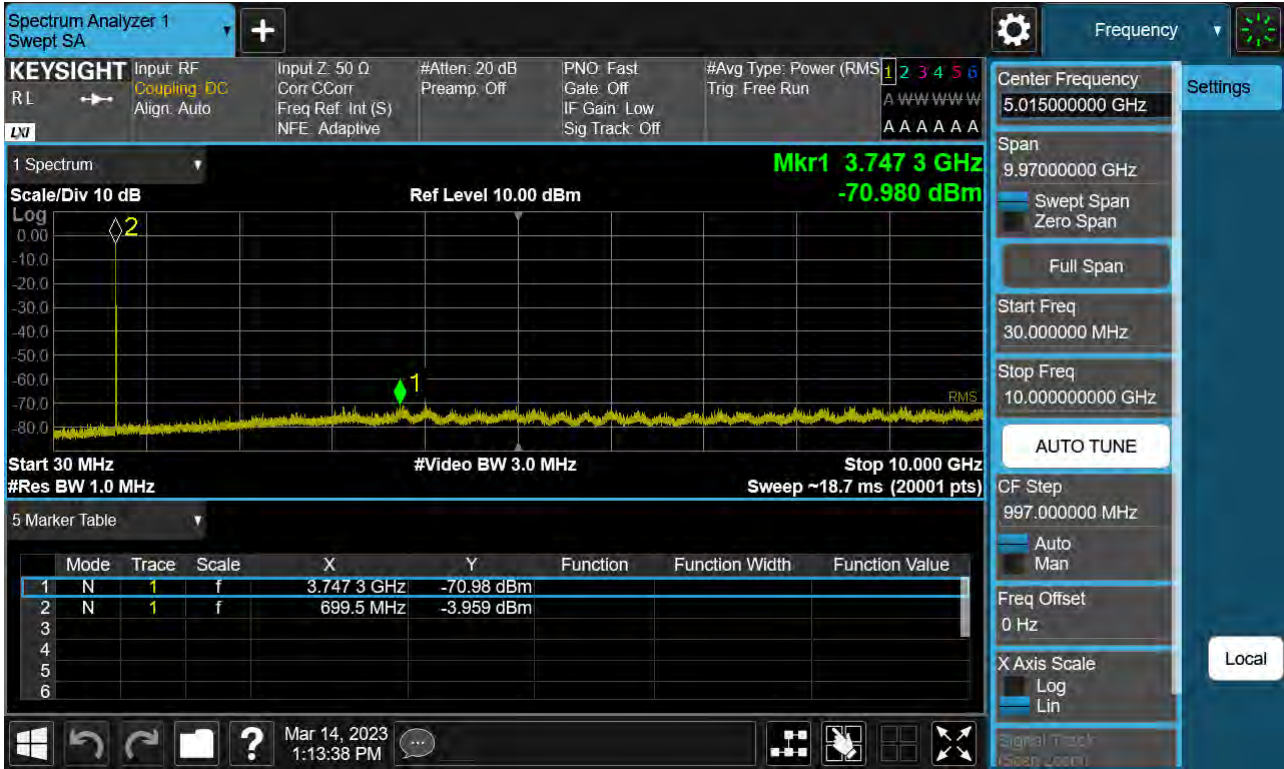 Spectrum Analyzer 1
Swept SA
Frequency
KEYSIGHT
RL
LXI
Input: RF
Coupling: DC
Align: Auto
Input Z: 50 Ω
Corr CCorr
Freq Ref: Int (S)
NFE: Adaptive
#Atten: 20 dB
Preamp: Off
PNO: Fast
Gate: Off
IF Gain: Low
Sig Track: Off
#Avg Type: Power (RMS
Trig: Free Run
1 2 3 4 5 6
A W W W W W
A A A A A A
1 Spectrum
Mkr1 3.747 3 GHz
-70.980 dBm
Scale/Div 10 dB
Ref Level 10.00 dBm
Log
0.00
-10.0
-20.0
-30.0
-40.0
-50.0
-60.0
-70.0
-80.0
2
1
RMS
Start 30 MHz
#Video BW 3.0 MHz
Stop 10.000 GHz
#Res BW 1.0 MHz
Sweep ~18.7 ms (20001 pts)
5 Marker Table
Mode Trace Scale X Y Function Function Width Function Value
1 N 1 f 3.747 3 GHz -70.98 dBm
2 N 1 f 699.5 MHz -3.959 dBm
3
4
5
6
Mar 14, 2023
1:13:38 PM
Center Frequency
5.015000000 GHz
Settings
Span
9.97000000 GHz
Swept Span
Zero Span
Full Span
Start Freq
30.000000 MHz
Stop Freq
10.000000000 GHz
AUTO TUNE
CF Step
997.000000 MHz
Auto
Man
Freq Offset
0 Hz
X Axis Scale
Log
Lin
Local
Signal Track
(Span Zoom)